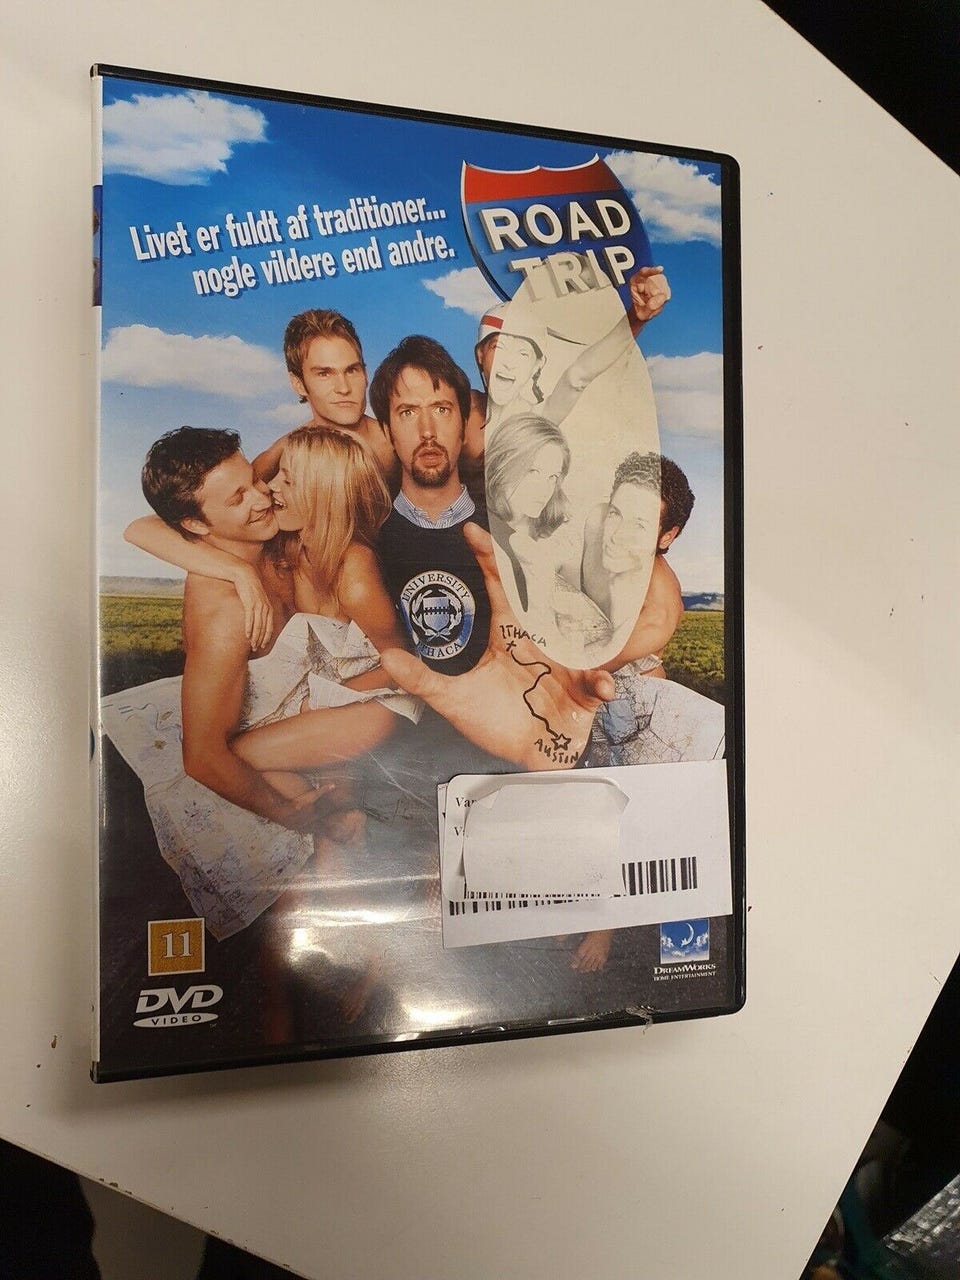 Livet er fuldt af traditioner...
nogle vildere end andre.
ROAD
TRIP
UNIVERSITY
ITHACA
ITHACA
AUSTIN
11
DVD
VIDEO
DREAMWORKS
HOME ENTERTAINMENT